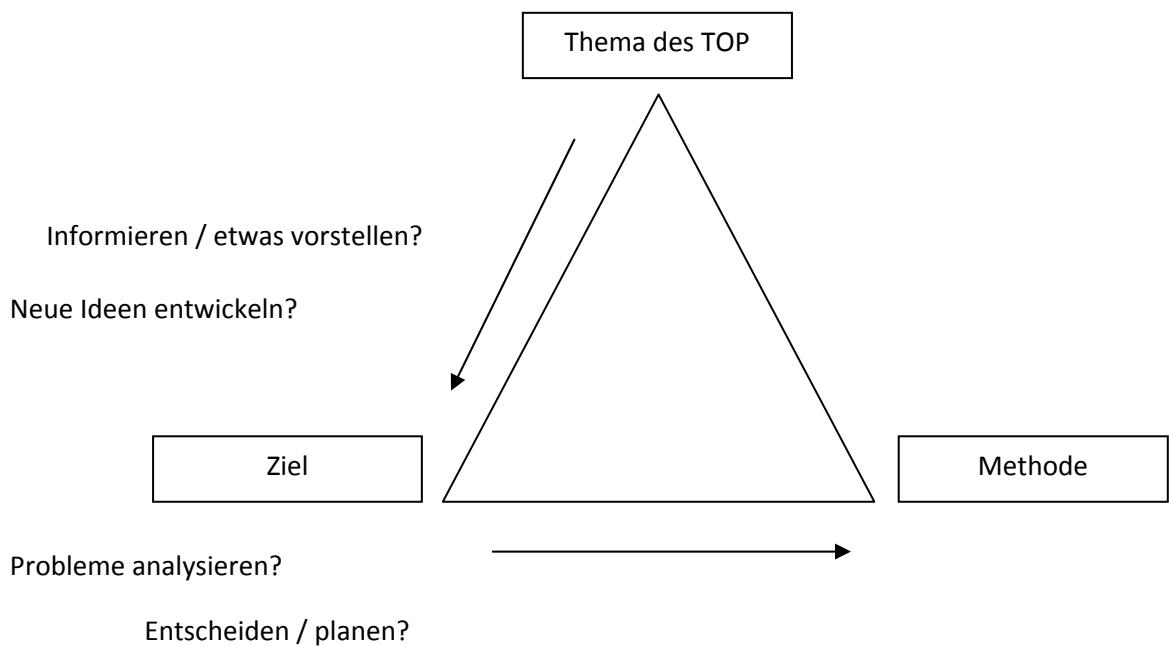 Thema des TOP
Informieren / etwas vorstellen?
Neue Ideen entwickeln?
Ziel
Methode
Probleme analysieren?
Entscheiden / planen?